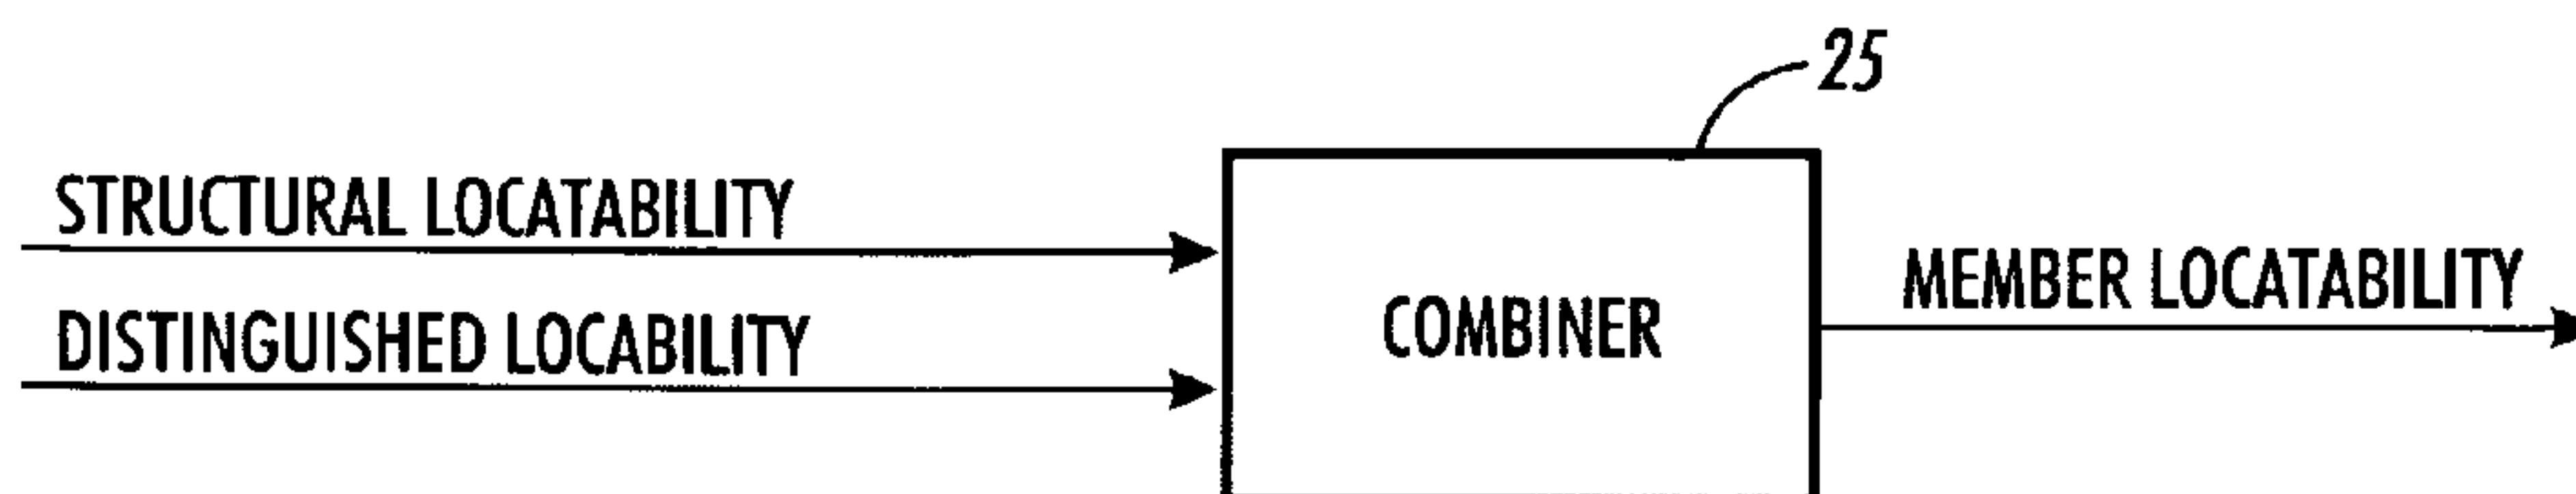 25
STRUCTURAL LOCATABILITY
DISTINGUISHED LOCABILITY
COMBINER
MEMBER LOCATABILITY